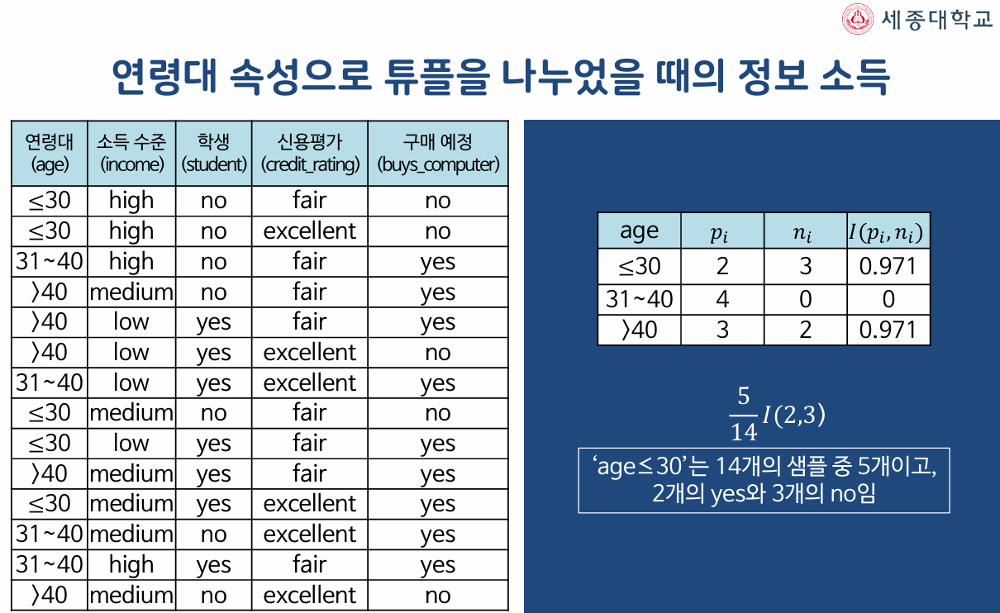 세종대학교
연령대 속성으로 튜플을 나누었을 때의 정보 소득
연령대 소득 수준 학생 신용평가 구매 예정
(age) (income) (student) (credit_rating) (buys_computer)
≤30 high no fair no
≤30 high no excellent no
31~40 high no fair yes
>40 medium no fair yes
>40 low yes fair yes
>40 low yes excellent no
31~40 low yes excellent yes
≤30 medium no fair no
≤30 low yes fair yes
>40 medium yes fair yes
≤30 medium yes excellent yes
31~40 medium no excellent yes
31~40 high yes fair yes
>40 medium no excellent no
age pᵢ nᵢ I(pᵢ, nᵢ)
≤30 2 3 0.971
31~40 4 0 0
>40 3 2 0.971
5/14 I(2,3)
‘age≤30’는 14개의 샘플 중 5개이고,
2개의 yes와 3개의 no임